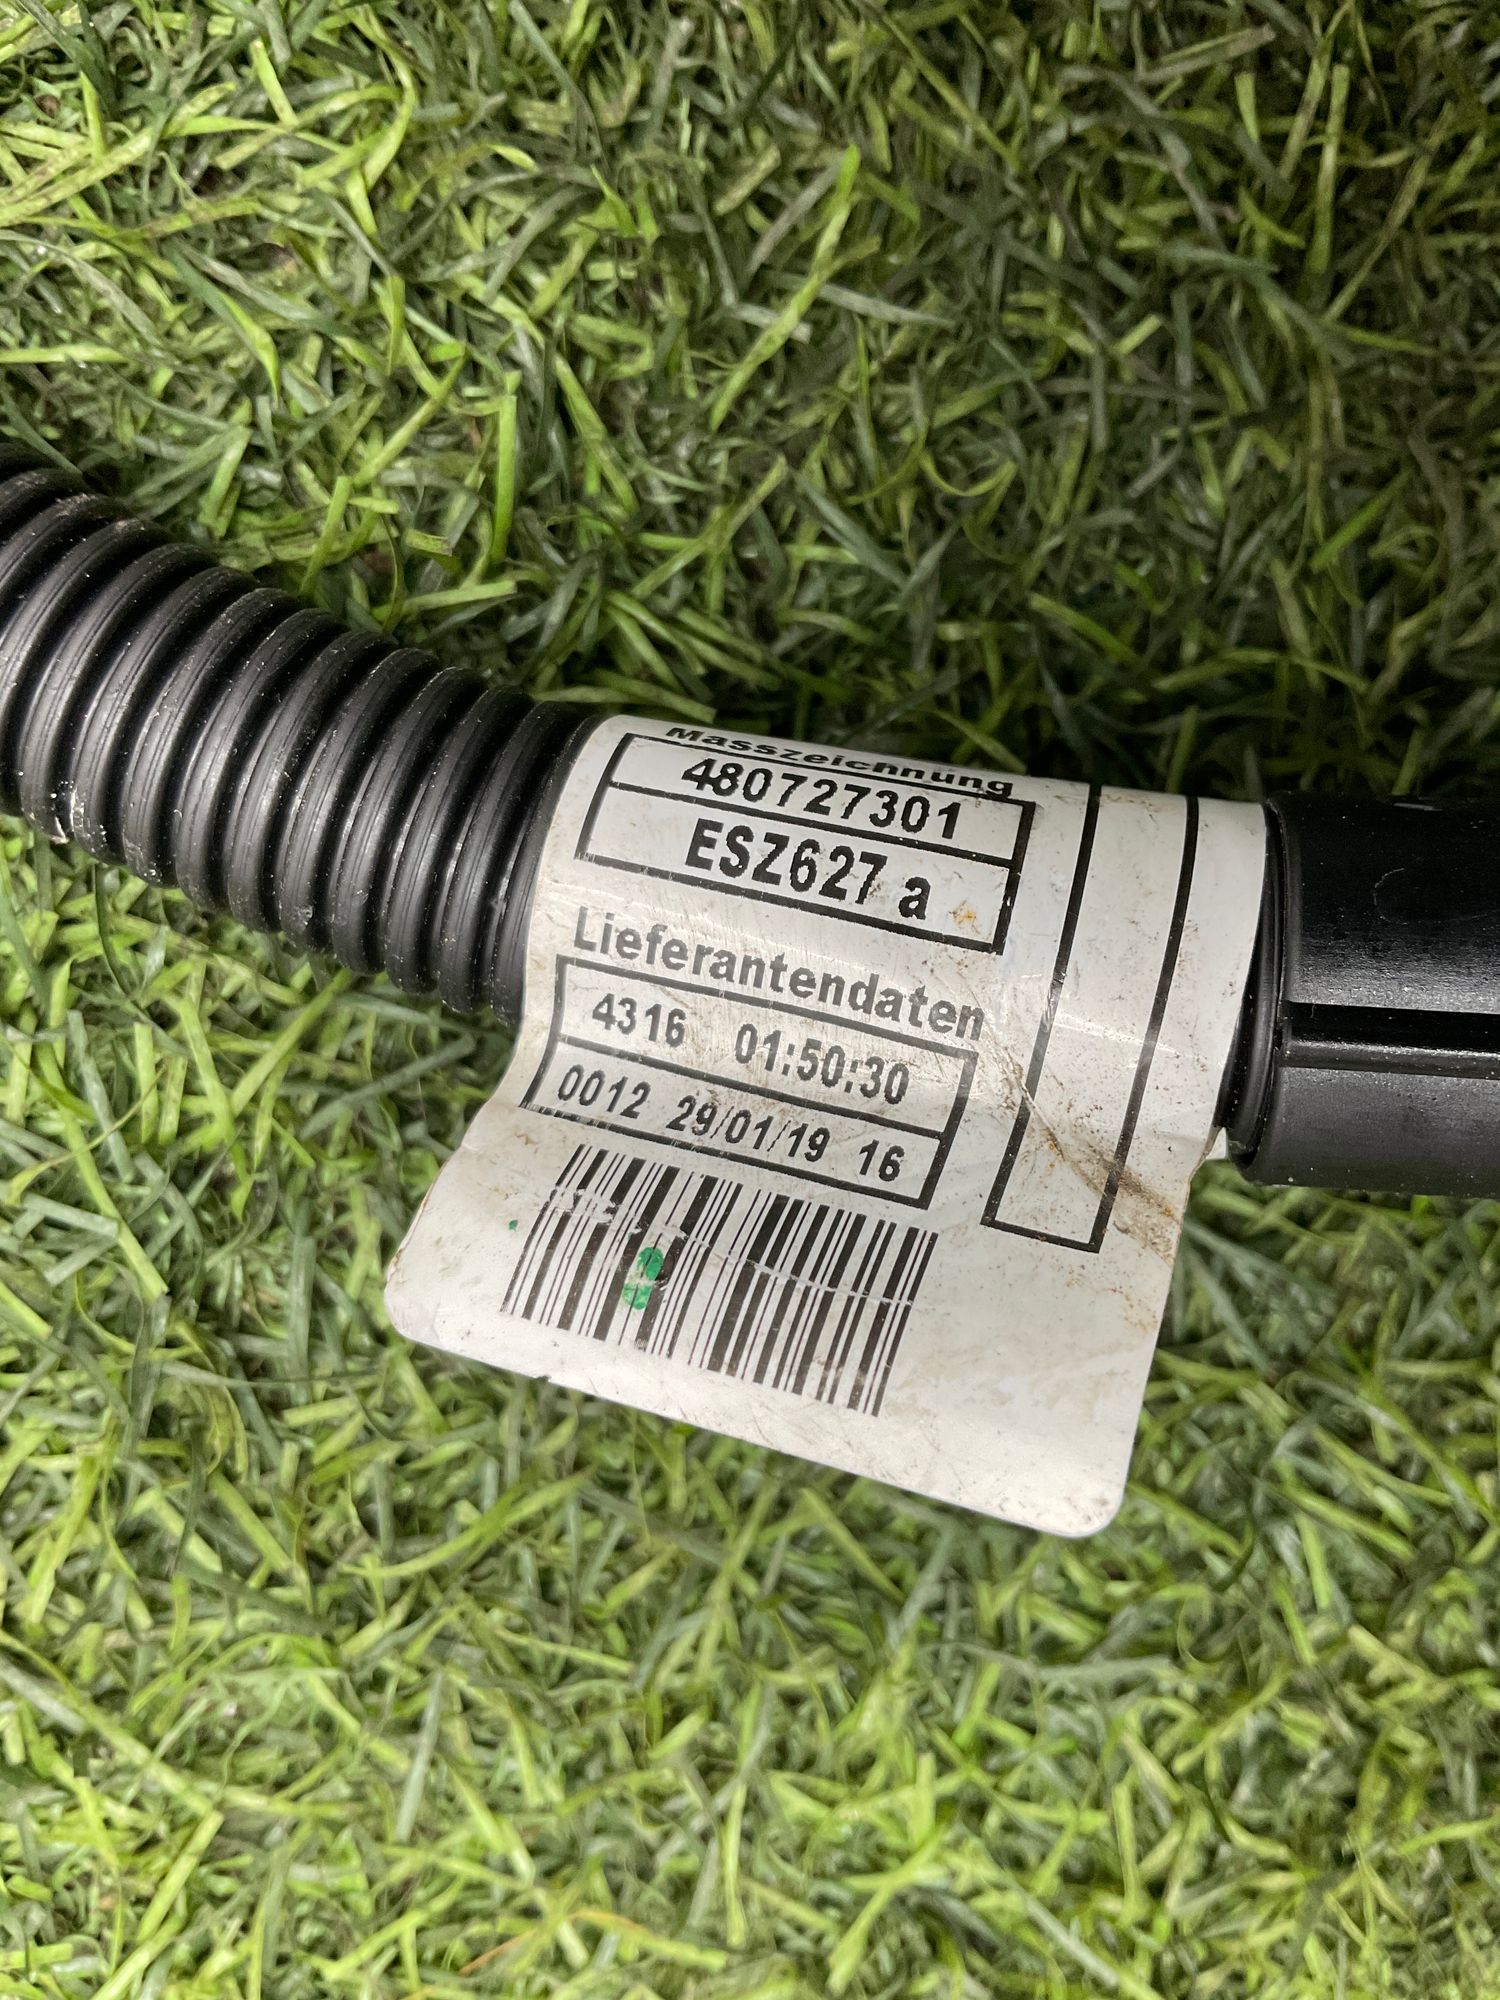 Masszeichnung
480727301
ESZ627 a
Lieferantendaten
4316 01:50:30
0012 29/01/19 16